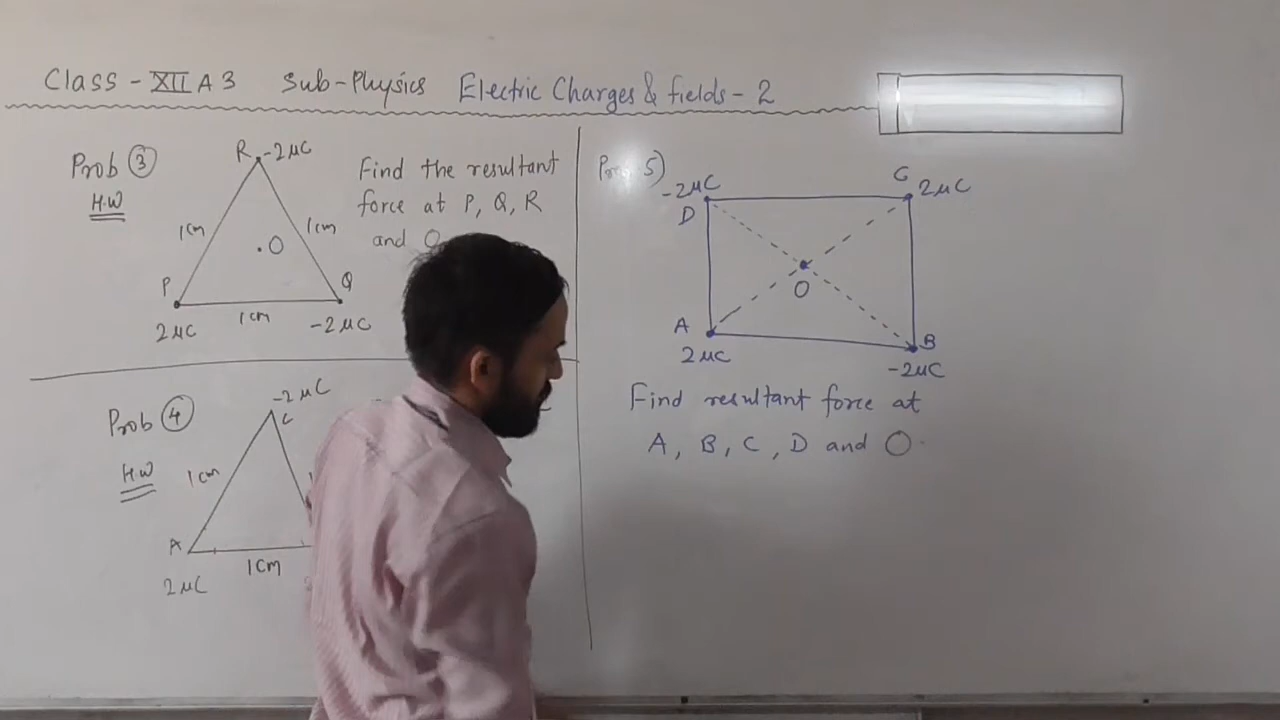 Class - XII A3 Sub-Physics Electric Charges & fields - 2
Prob 3
H.W
R -2μC
1cm
1cm
.O
P
Q
2μC
1cm
-2μC
Find the resultant
force at P, Q, R
and O
Prob 4
H.W
-2μC
C
1cm
A
1cm
2μC
5)
-2μC
D
C
2μC
O
A
2μC
B
-2μC
Find resultant force at
A, B, C, D and O.